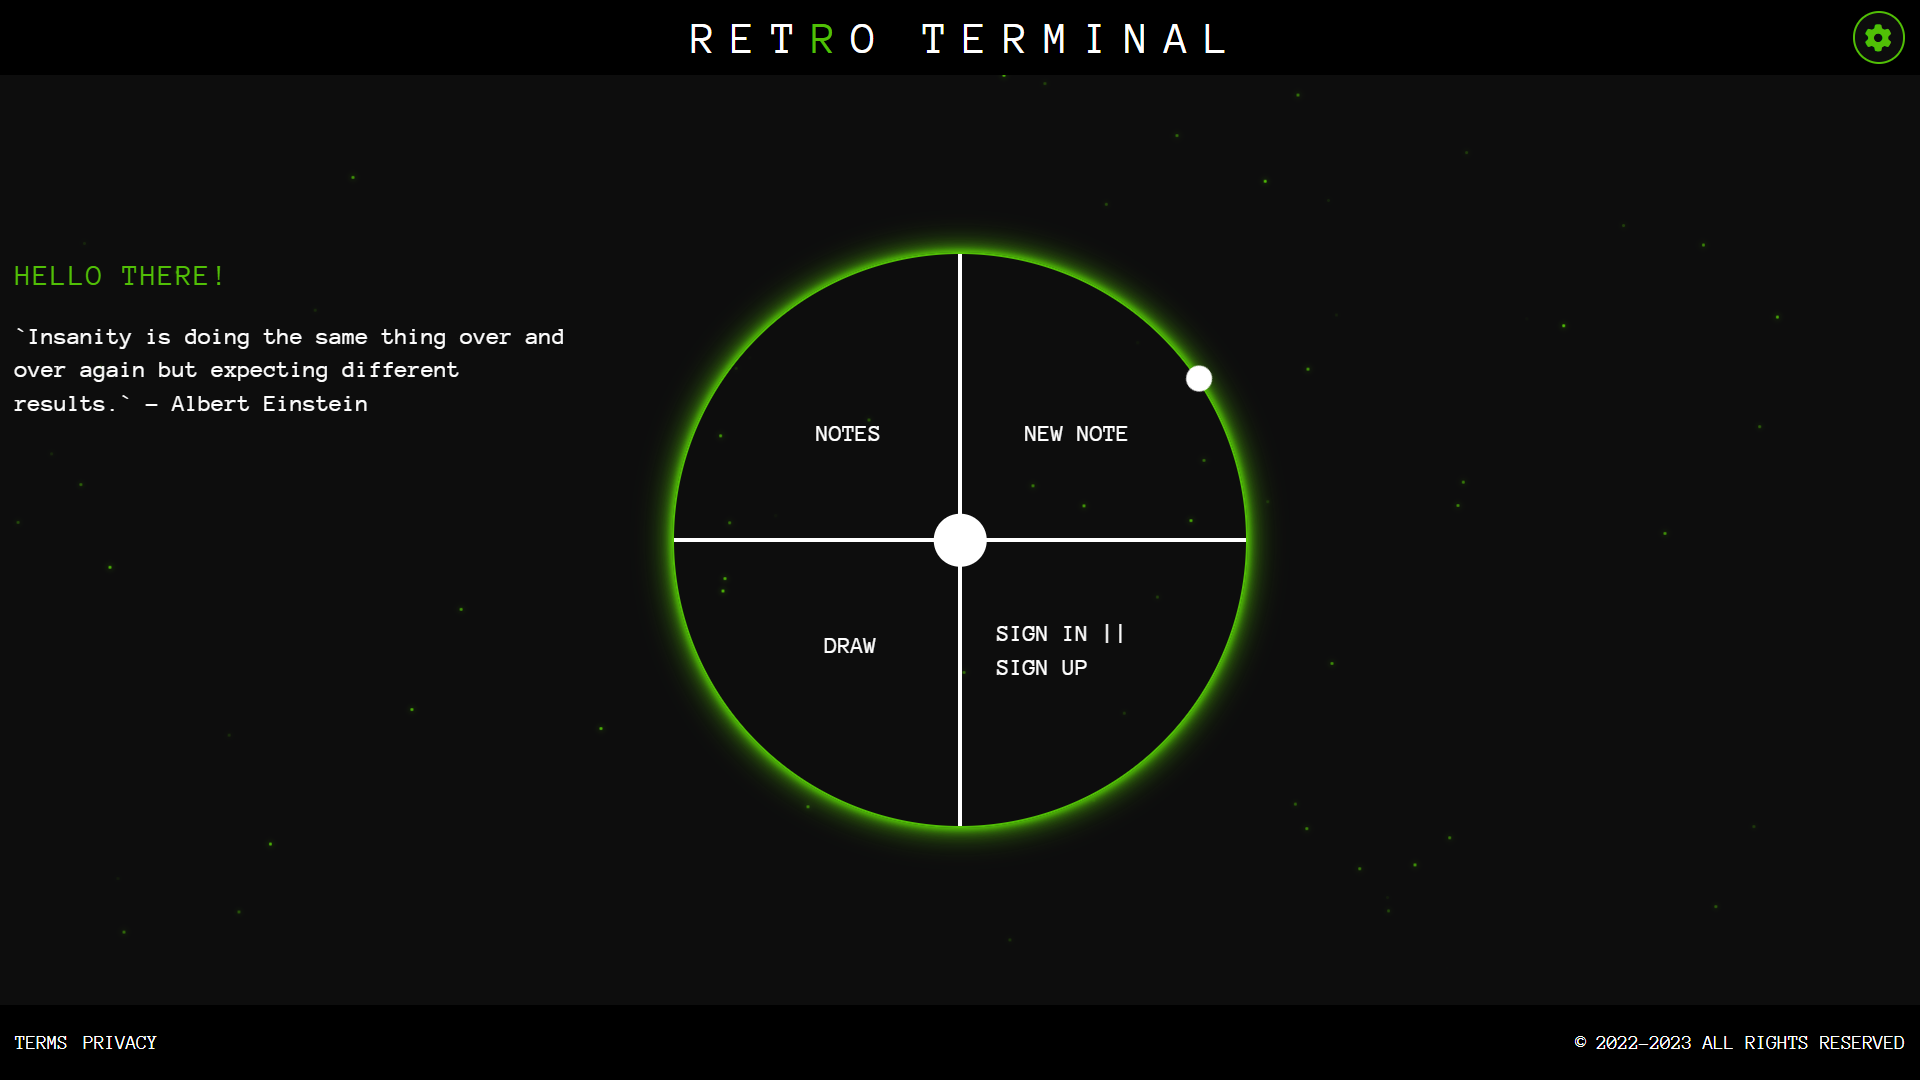 RETRO TERMINAL
HELLO THERE!
`Insanity is doing the same thing over and
over again but expecting different
results.` – Albert Einstein
NOTES
NEW NOTE
DRAW
SIGN IN ||
SIGN UP
TERMS PRIVACY
© 2022–2023 ALL RIGHTS RESERVED